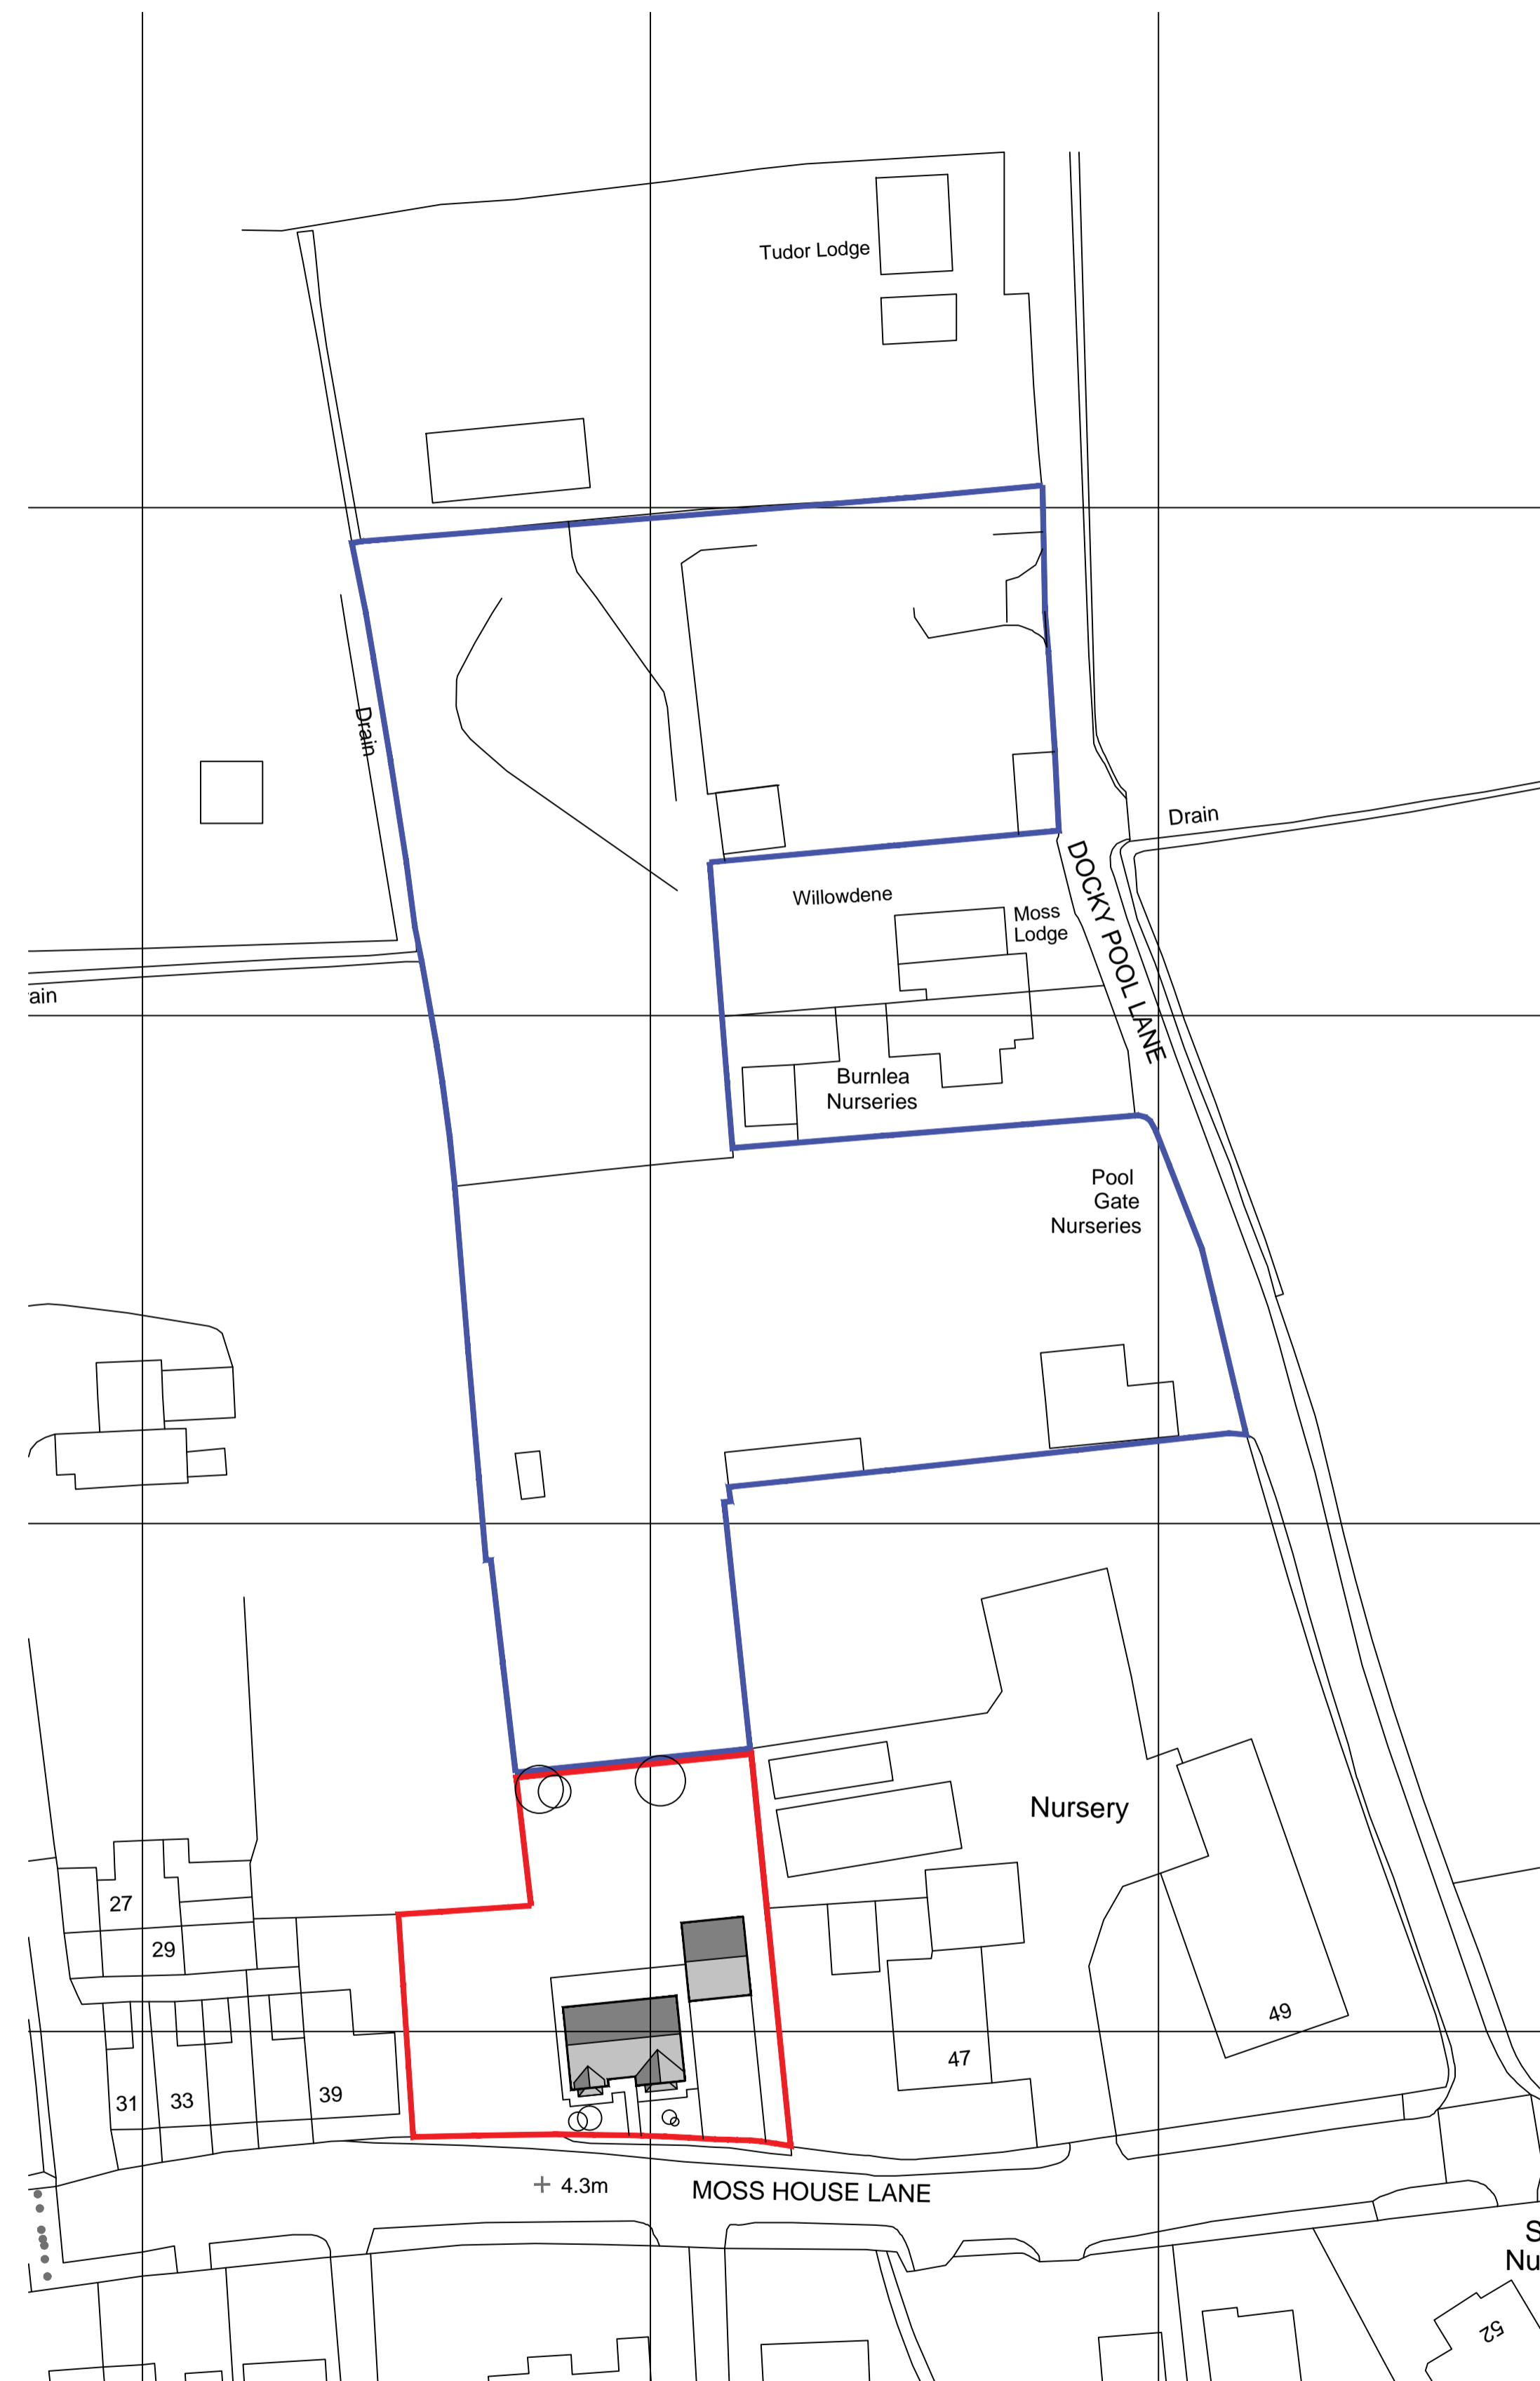 Tudor Lodge
Drain
Drain
DOCKY POOL LANE
Willowdene
Moss
Lodge
ain
Burnlea
Nurseries
Pool
Gate
Nurseries
Nursery
27
29
49
47
31
33
39
4.3m
MOSS HOUSE LANE
S
Nu
52